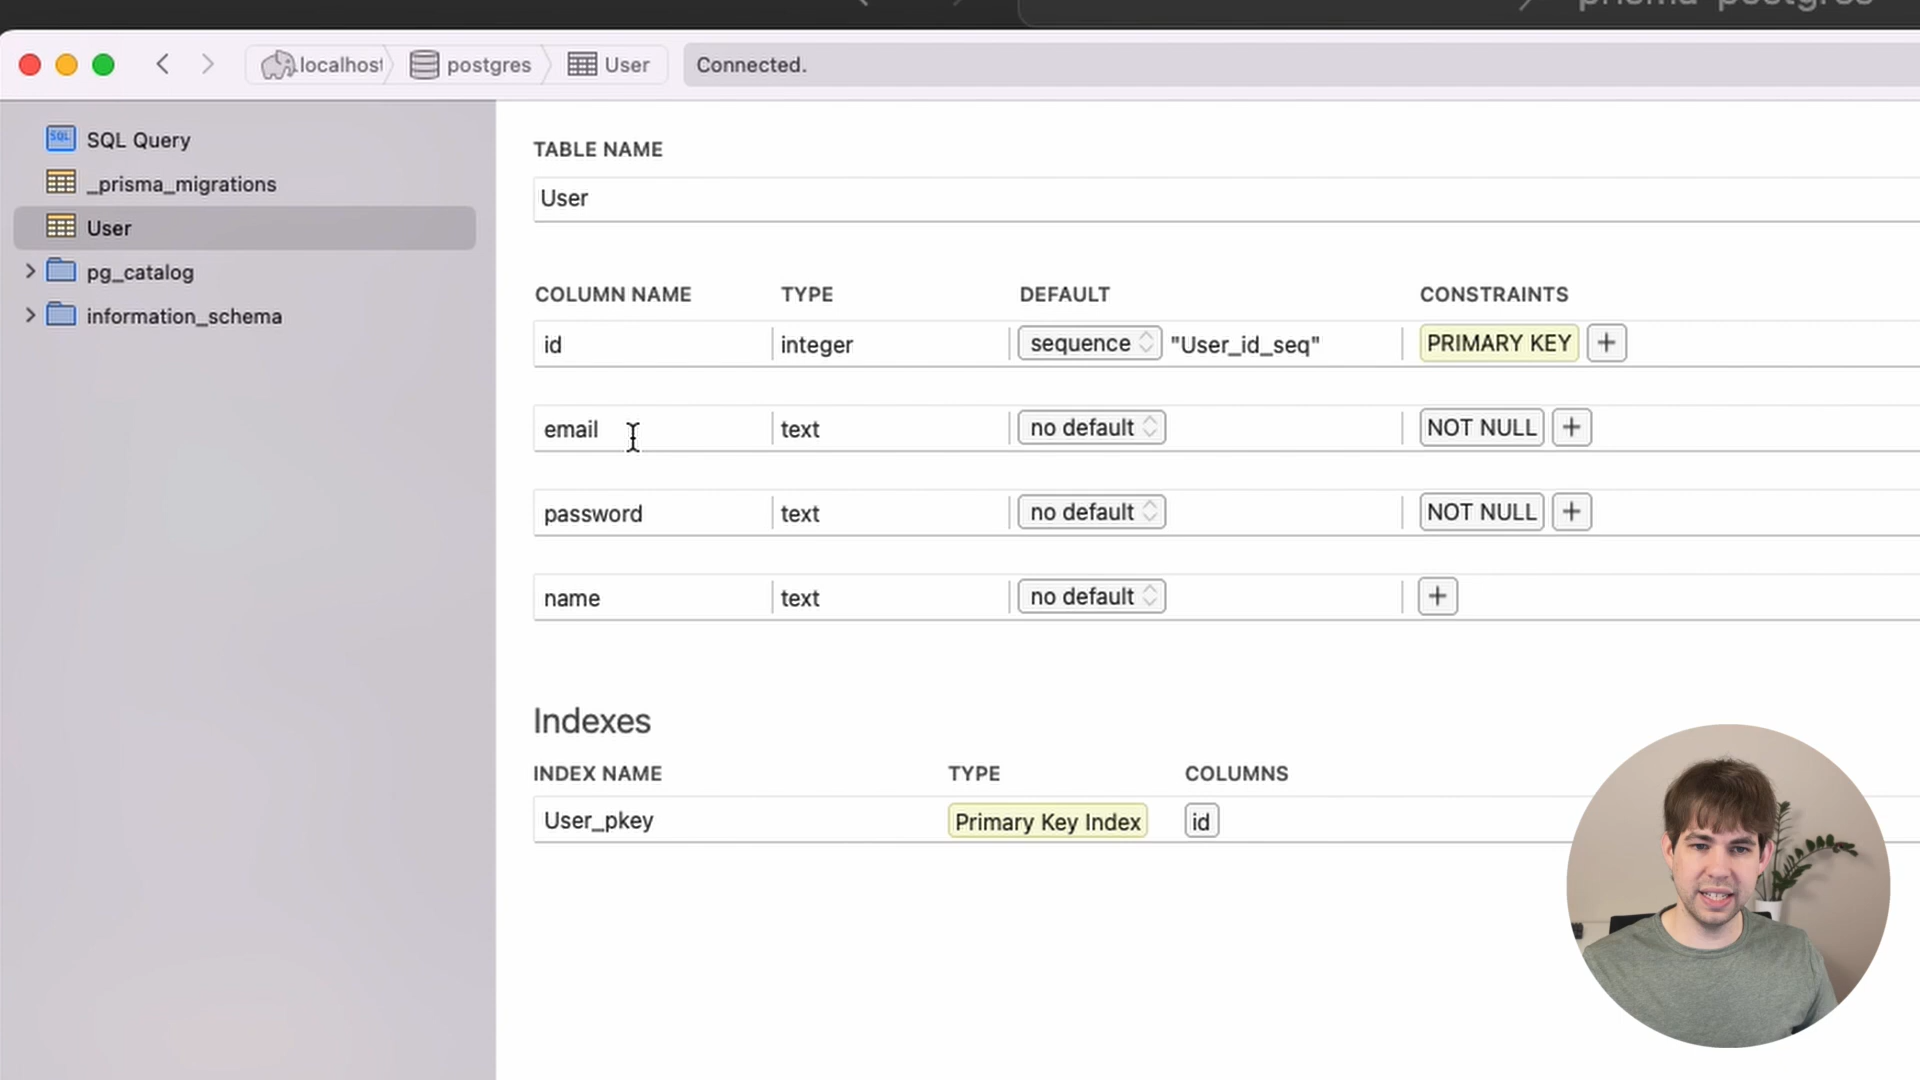 prisma-postgres
localhost postgres User Connected.
SQL Query
_prisma_migrations
User
pg_catalog
information_schema
TABLE NAME
User
COLUMN NAME TYPE DEFAULT CONSTRAINTS
id integer sequence "User_id_seq" PRIMARY KEY +
email text no default NOT NULL +
password text no default NOT NULL +
name text no default +
Indexes
INDEX NAME TYPE COLUMNS
User_pkey Primary Key Index id